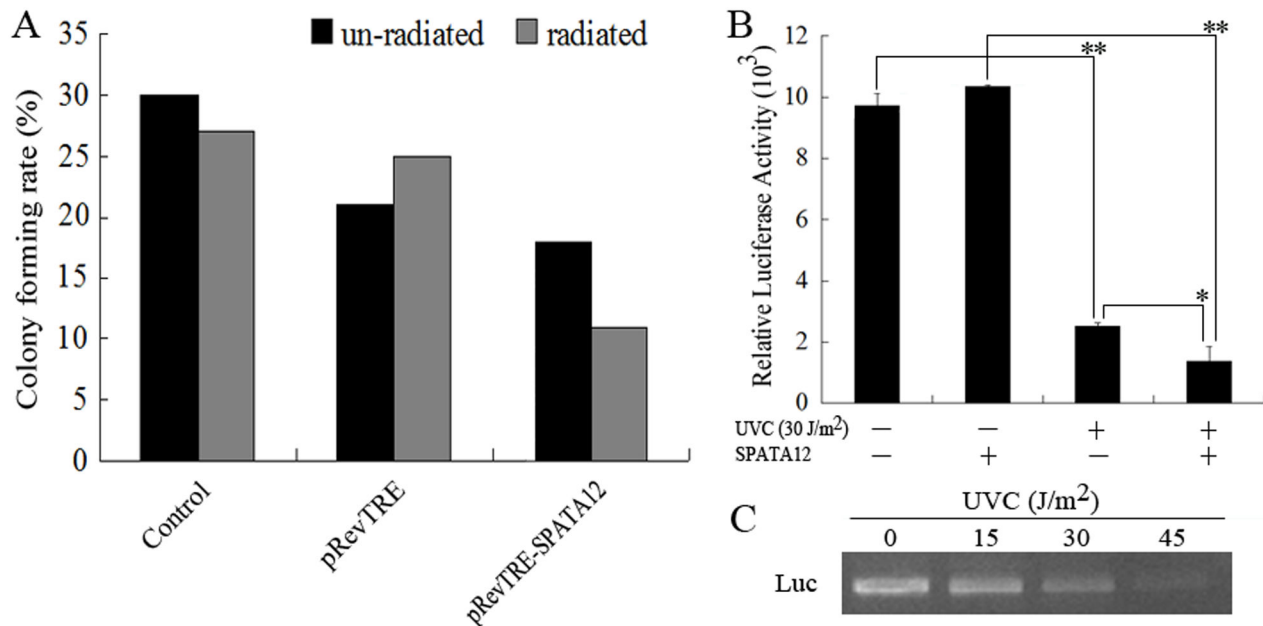 A
un-radiated
radiated
Colony forming rate (%)
35
30
25
20
15
10
5
0
Control
pRevTRE
pRevTRE-SPATA12
B
Relative Luciferase Activity (10³)
12
10
8
6
4
2
0
**
**
*
UVC (30 J/m²) — — + +
SPATA12 — + — +
C
UVC (J/m²)
0 15 30 45
Luc